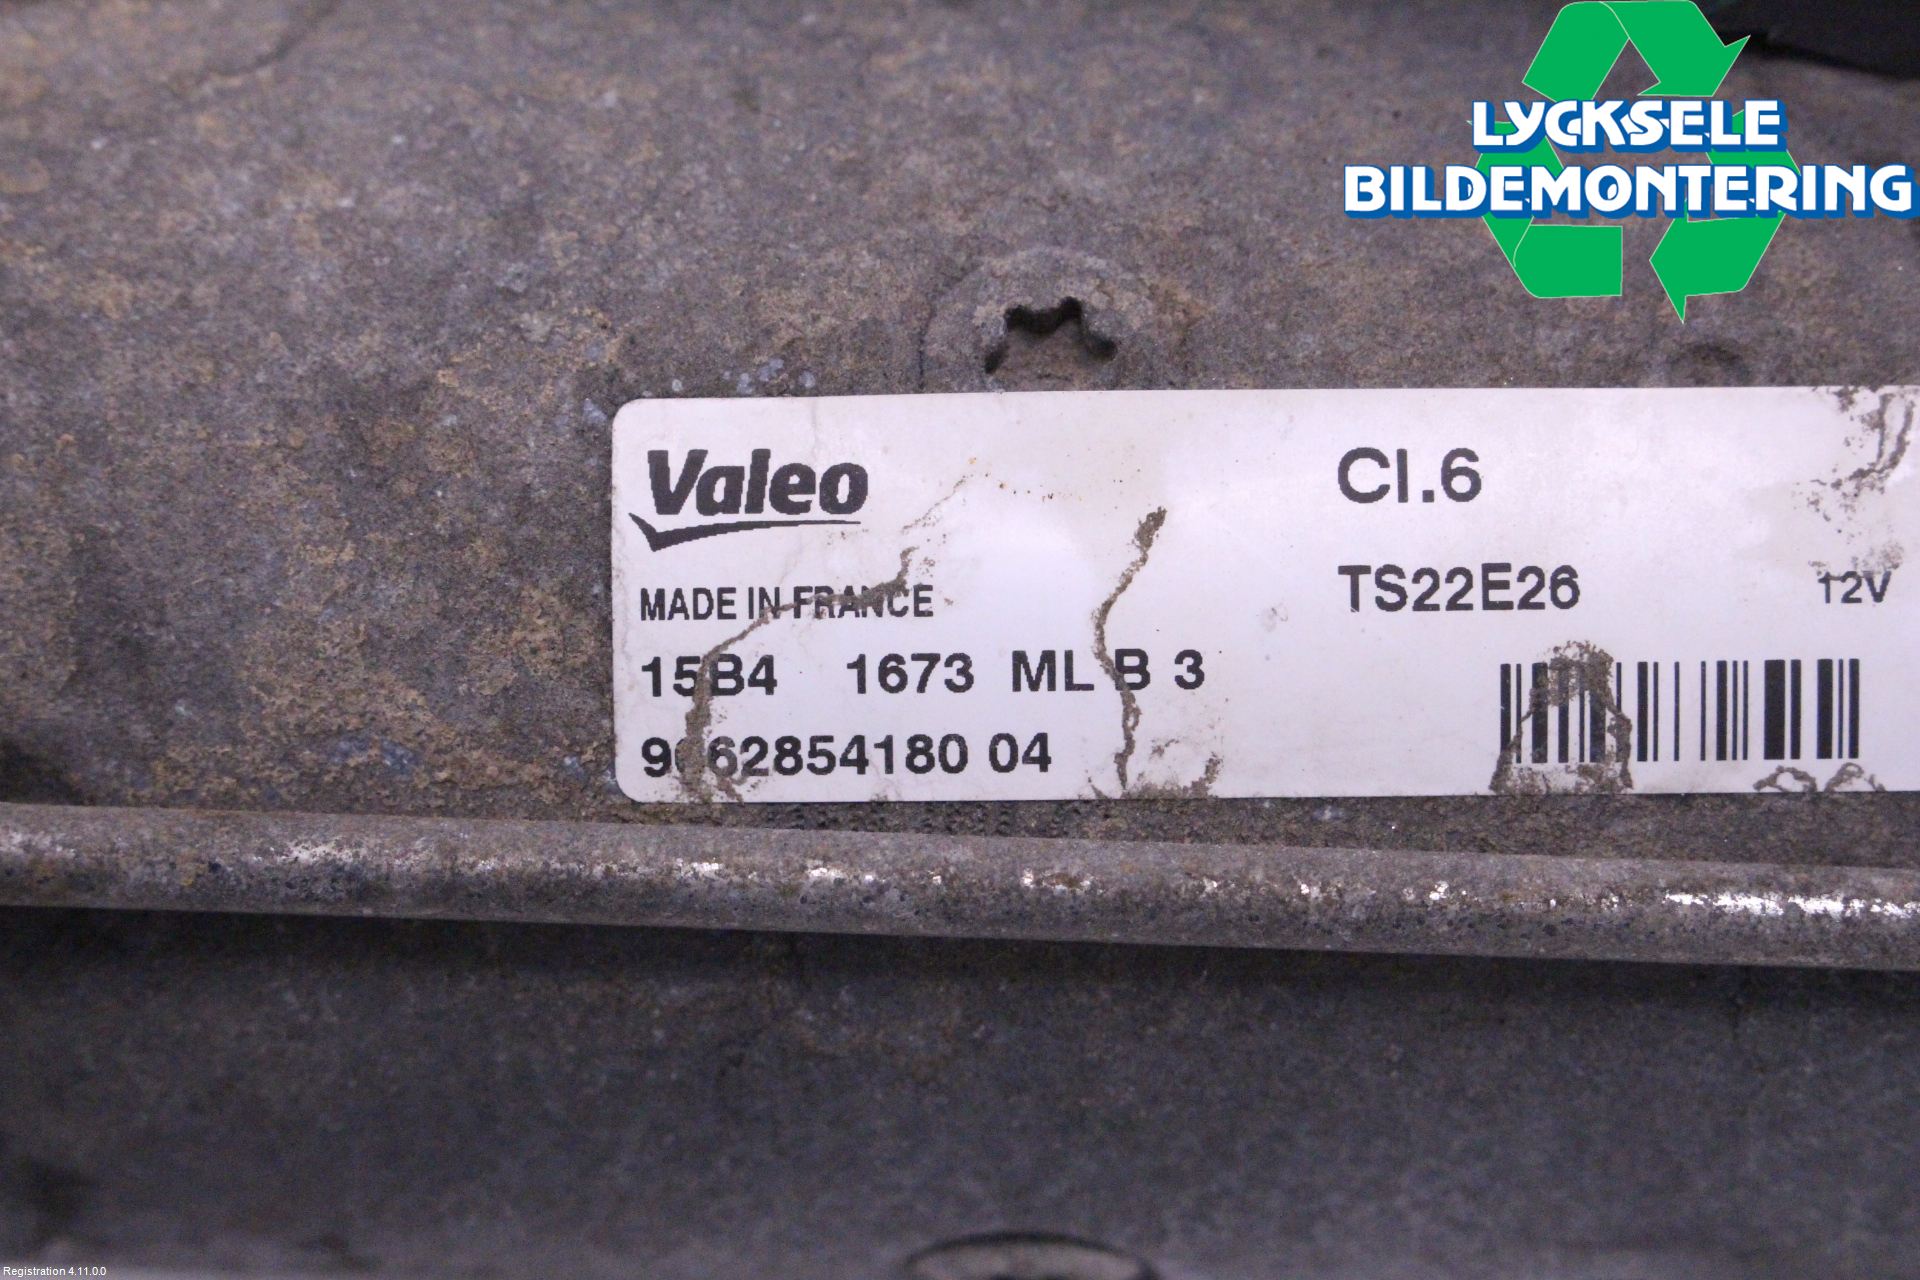 LYCKSELE
BILDEMONTERING
Valeo
CI.6
MADE IN FRANCE
TS22E26
12V
15B4 1673 ML B 3
04
Registration 4.11.0.0